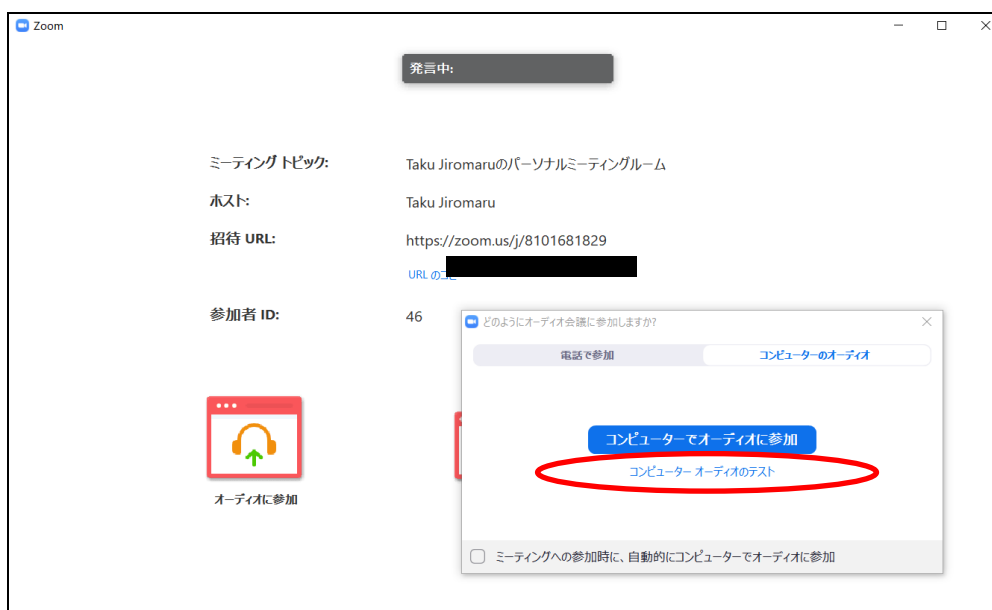 Zoom
発言中:
ミーティング トピック:
Taku Jiromaruのパーソナルミーティングルーム
ホスト:
Taku Jiromaru
招待 URL:
https://zoom.us/j/8101681829
URL のコピ
参加者 ID:
46
どのようにオーディオ会議に参加しますか?
電話で参加
コンピューターのオーディオ
コンピューターでオーディオに参加
コンピューター オーディオのテスト
オーディオに参加
ミーティングへの参加時に、自動的にコンピューターでオーディオに参加